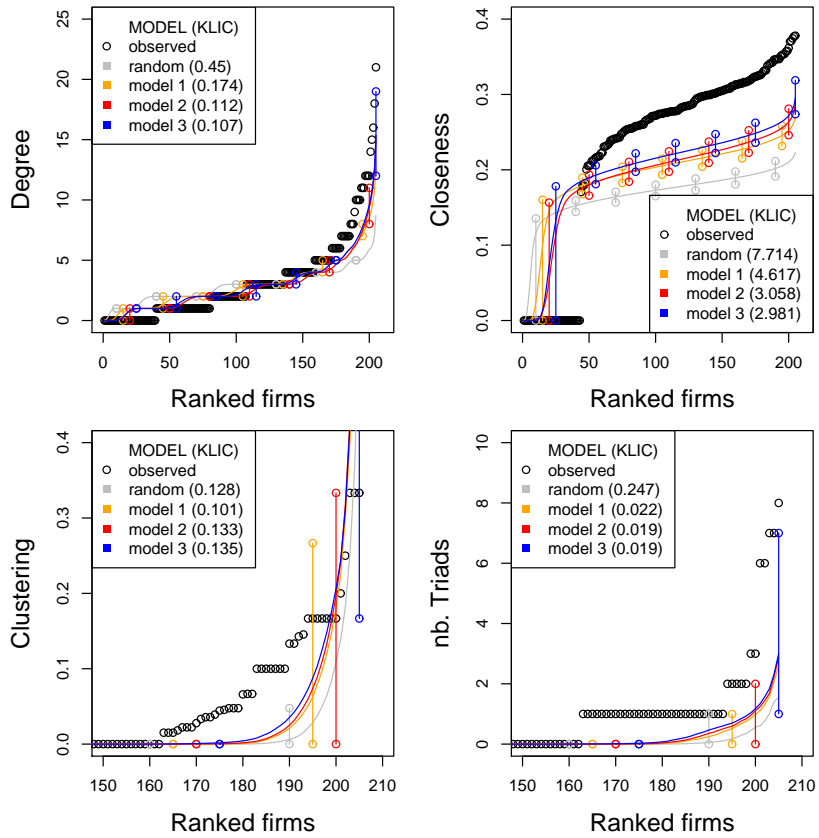 MODEL (KLIC)
observed
random (0.45)
model 1 (0.174)
model 2 (0.112)
model 3 (0.107)
Degree
0 5 10 15 20 25
0 50 100 150 200
Ranked firms
MODEL (KLIC)
observed
random (7.714)
model 1 (4.617)
model 2 (3.058)
model 3 (2.981)
Closeness
0.0 0.1 0.2 0.3 0.4
0 50 100 150 200
Ranked firms
MODEL (KLIC)
observed
random (0.128)
model 1 (0.101)
model 2 (0.133)
model 3 (0.135)
Clustering
0.0 0.1 0.2 0.3 0.4
150 160 170 180 190 200 210
Ranked firms
MODEL (KLIC)
observed
random (0.247)
model 1 (0.022)
model 2 (0.019)
model 3 (0.019)
nb. Triads
0 2 4 6 8 10
150 160 170 180 190 200 210
Ranked firms